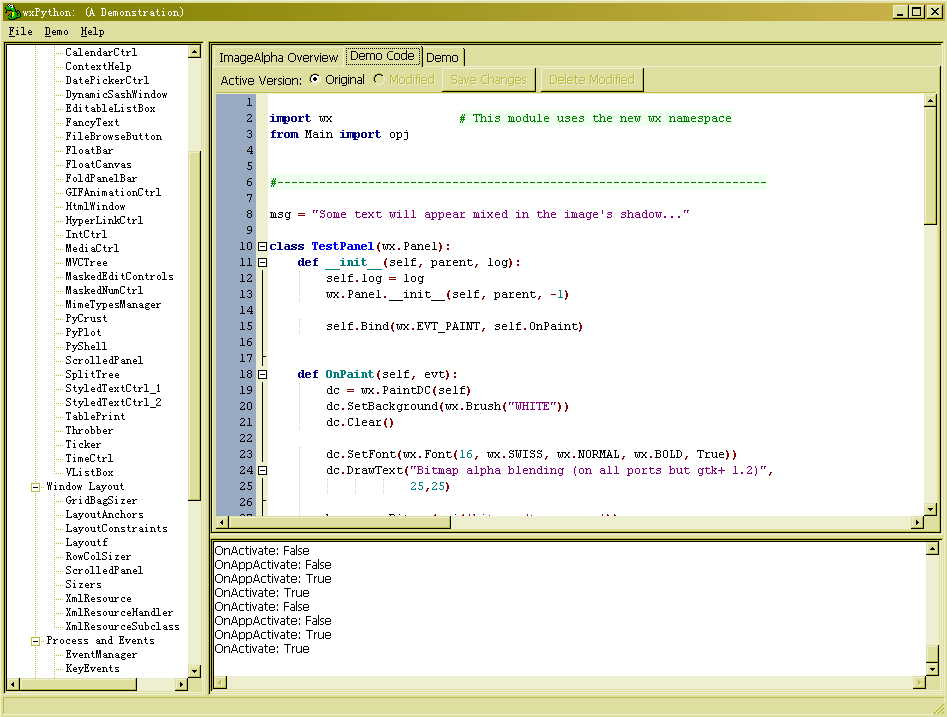 wxPython: (A Demonstration)
File Demo Help
CalendarCtrl
ContextHelp
DatePickerCtrl
DynamicSashWindow
EditableListBox
FancyText
FileBrowseButton
FloatBar
FloatCanvas
FoldPanelBar
GIFAnimationCtrl
HtmlWindow
HyperLinkCtrl
IntCtrl
MediaCtrl
MVCTree
MaskedEditControls
MaskedNumCtrl
MimeTypesManager
PyCrust
PyPlot
PyShell
ScrolledPanel
SplitTree
StyledTextCtrl_1
StyledTextCtrl_2
TablePrint
Throbber
Ticker
TimeCtrl
VListBox
Window Layout
GridBagSizer
LayoutAnchors
LayoutConstraints
Layoutf
RowColSizer
ScrolledPanel
Sizers
XmlResource
XmlResourceHandler
XmlResourceSubclass
Process and Events
EventManager
KeyEvents
ImageAlpha Overview Demo Code Demo
Active Version: Original Modified Save Changes Delete Modified
1
2 import wx # This module uses the new wx namespace
3 from Main import opj
4
5
6 #----------------------------------------------------------------------
7
8 msg = "Some text will appear mixed in the image's shadow..."
9
10 class TestPanel(wx.Panel):
11 def __init__(self, parent, log):
12 self.log = log
13 wx.Panel.__init__(self, parent, -1)
14
15 self.Bind(wx.EVT_PAINT, self.OnPaint)
16
17
18 def OnPaint(self, evt):
19 dc = wx.PaintDC(self)
20 dc.SetBackground(wx.Brush("WHITE"))
21 dc.Clear()
22
23 dc.SetFont(wx.Font(16, wx.SWISS, wx.NORMAL, wx.BOLD, True))
24 dc.DrawText("Bitmap alpha blending (on all ports but gtk+ 1.2)",
25 25,25)
26
OnActivate: False
OnAppActivate: False
OnAppActivate: True
OnActivate: True
OnActivate: False
OnAppActivate: False
OnAppActivate: True
OnActivate: True